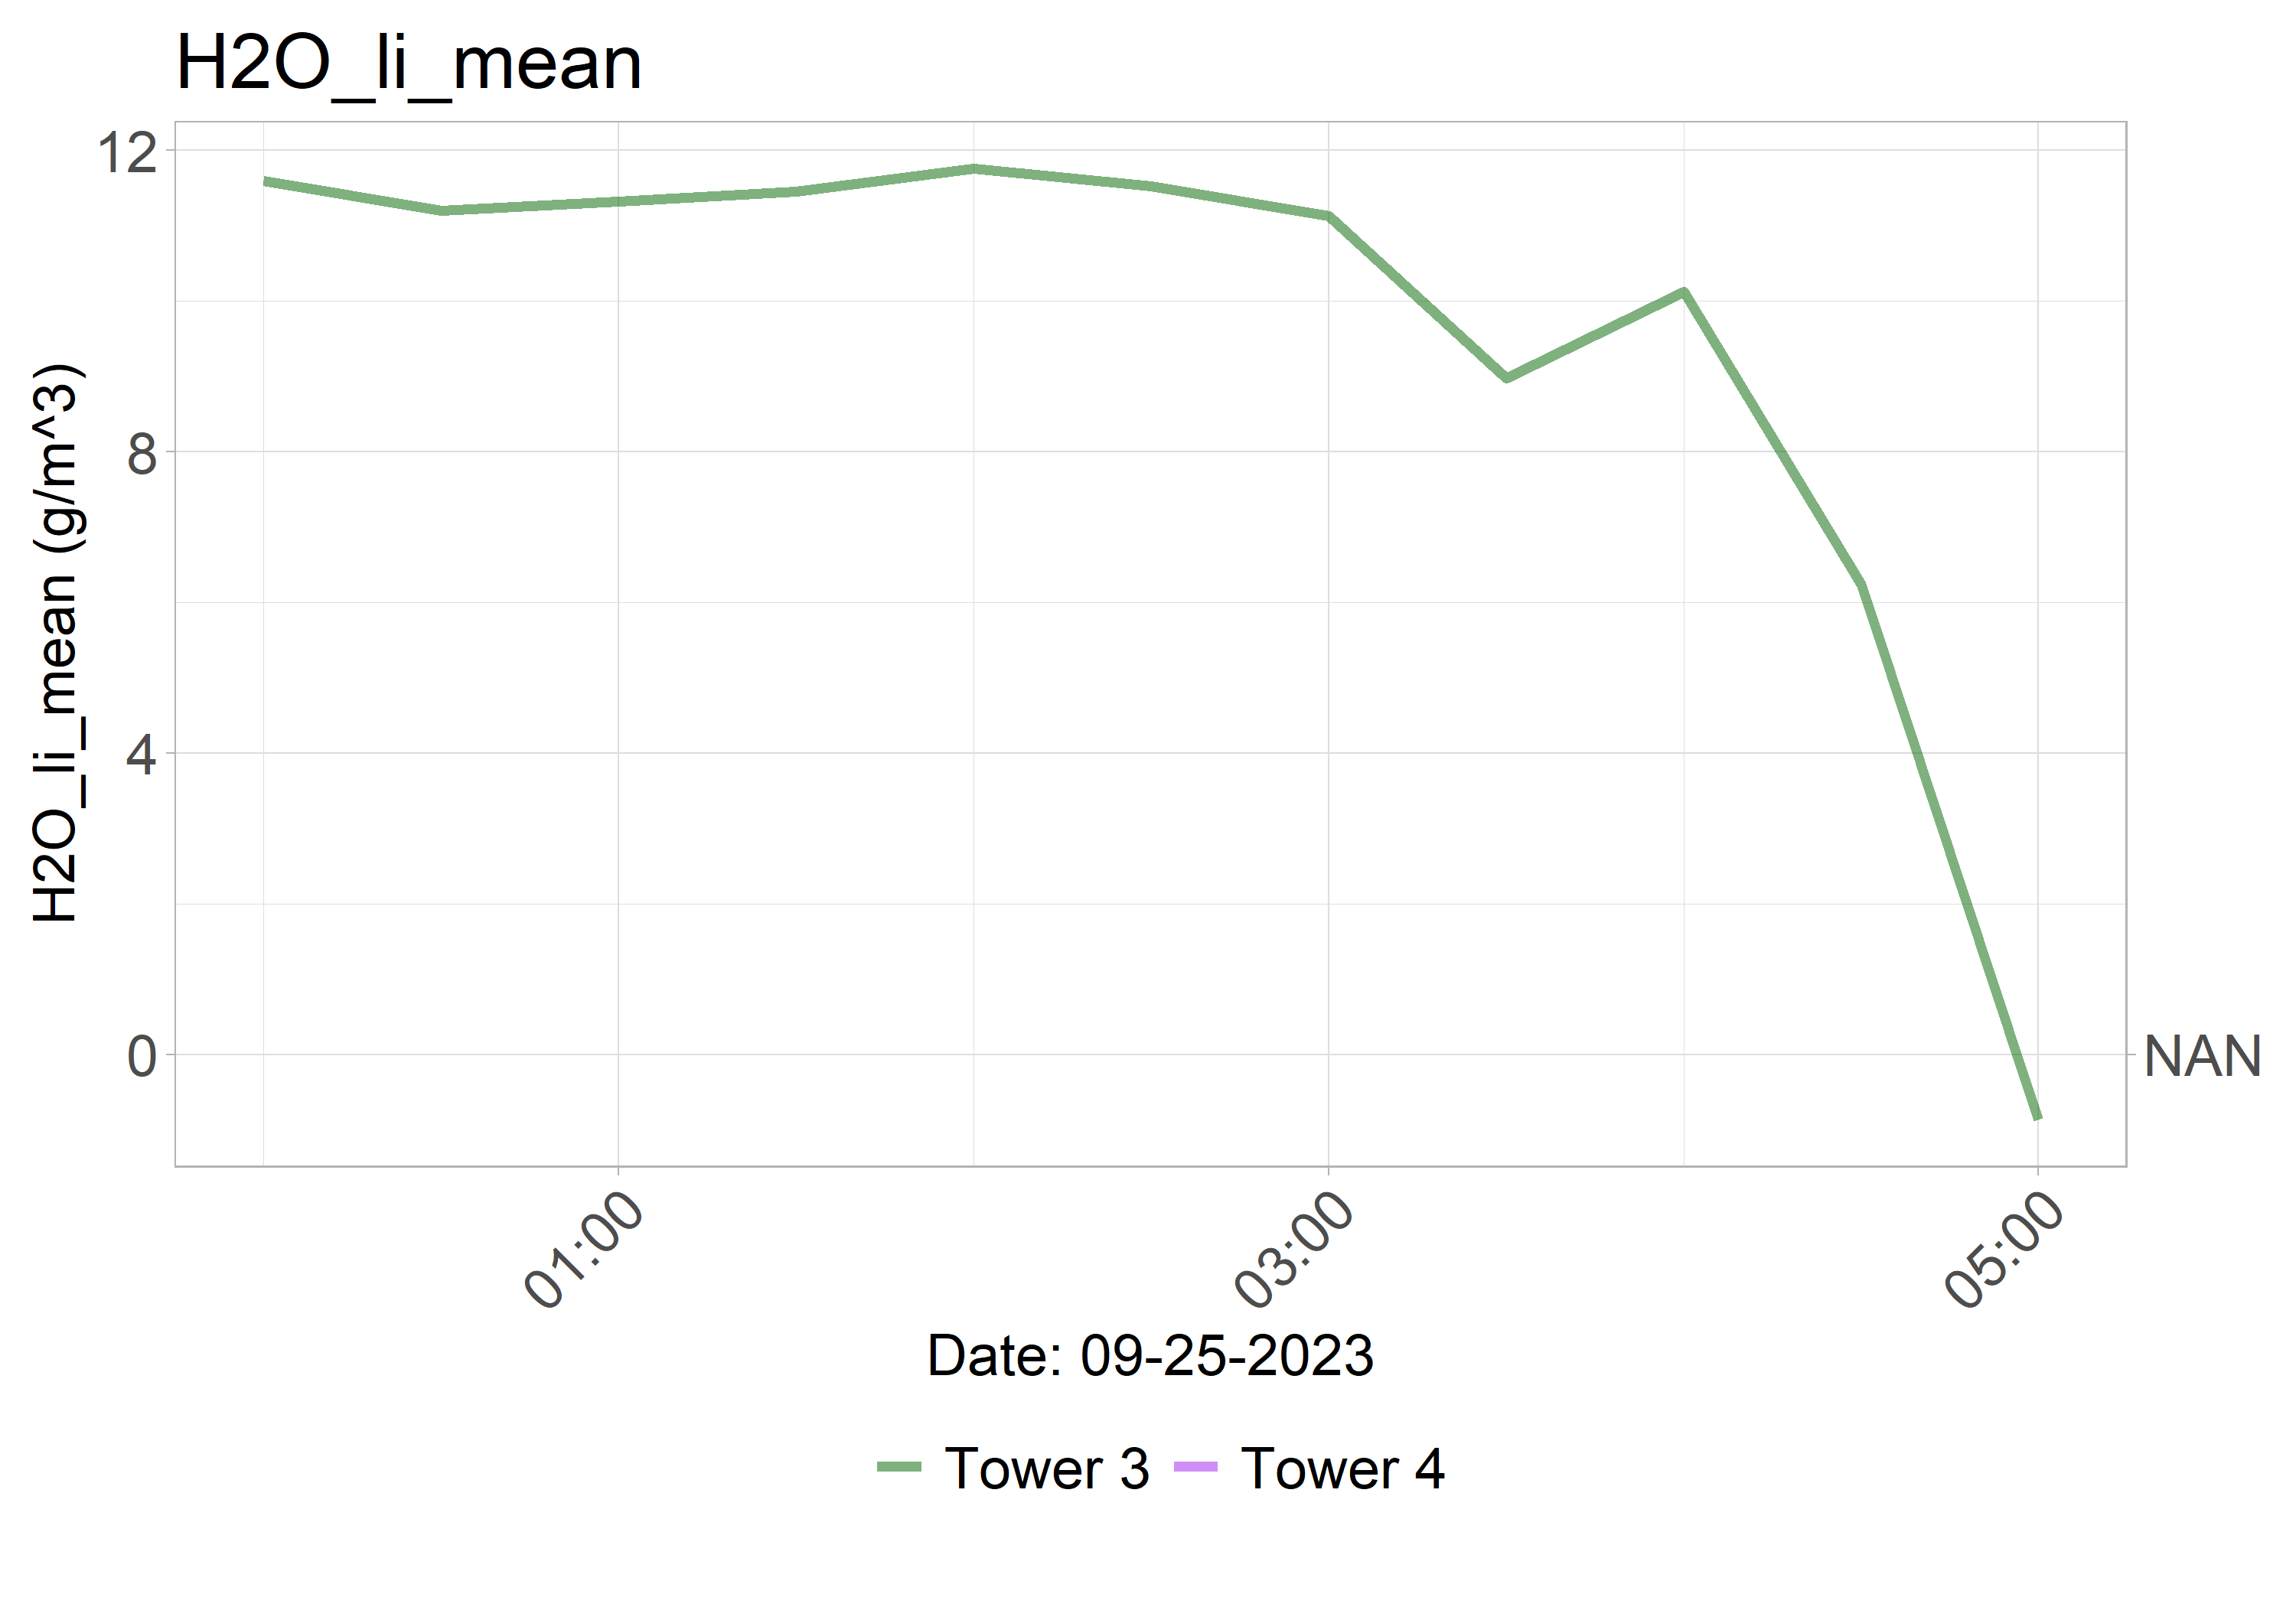 H2O_li_mean
H2O_li_mean (g/m^3)
12
8
4
0
NAN
01:00
03:00
05:00
Date: 09-25-2023
Tower 3
Tower 4